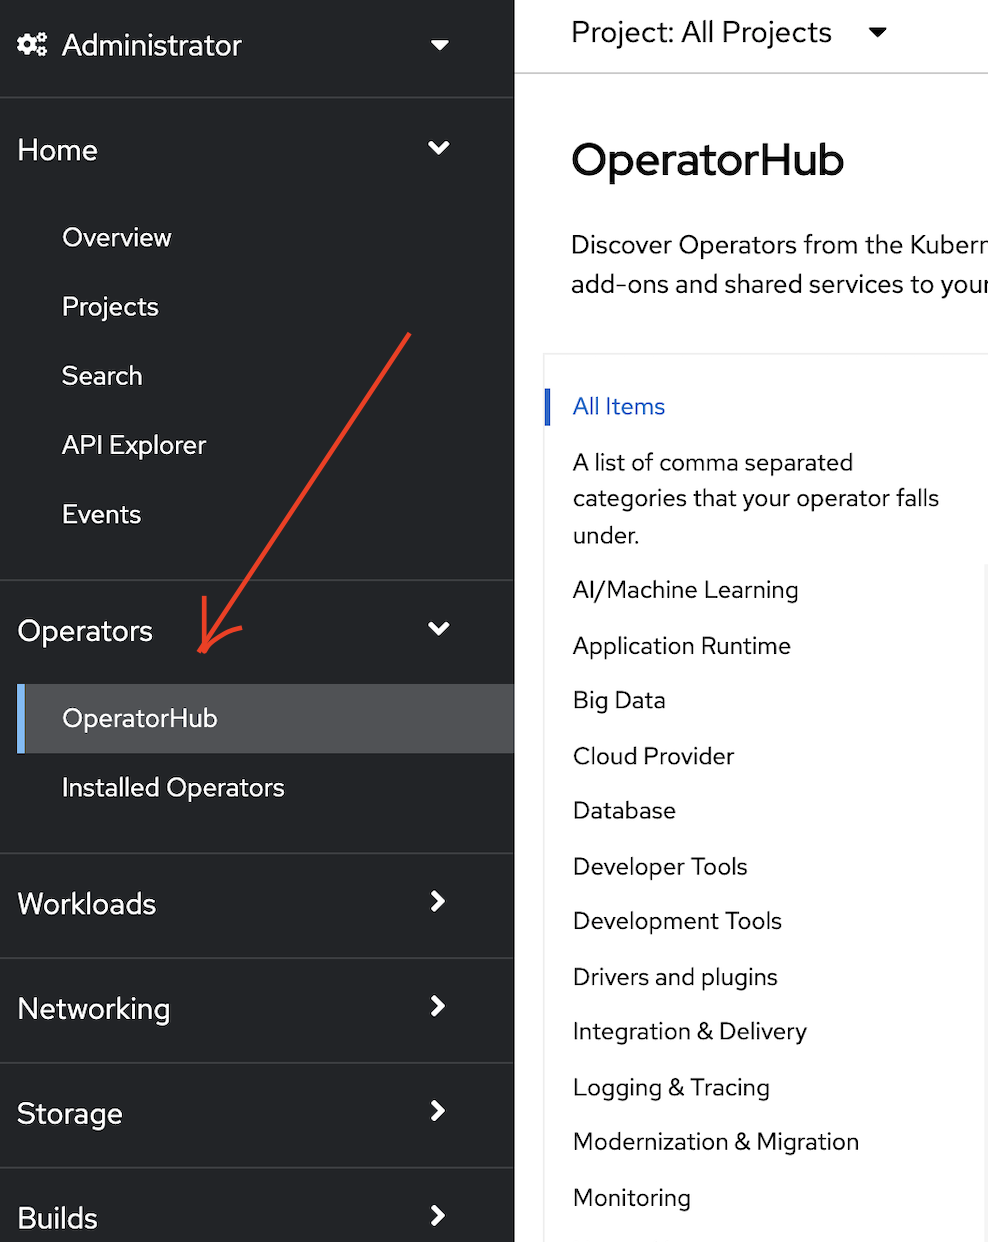 Administrator
Home
Overview
Projects
Search
API Explorer
Events
Operators
OperatorHub
Installed Operators
Workloads
Networking
Storage
Builds
Project: All Projects
OperatorHub
Discover Operators from the Kubern
add-ons and shared services to your
All Items
A list of comma separated
categories that your operator falls
under.
AI/Machine Learning
Application Runtime
Big Data
Cloud Provider
Database
Developer Tools
Development Tools
Drivers and plugins
Integration & Delivery
Logging & Tracing
Modernization & Migration
Monitoring